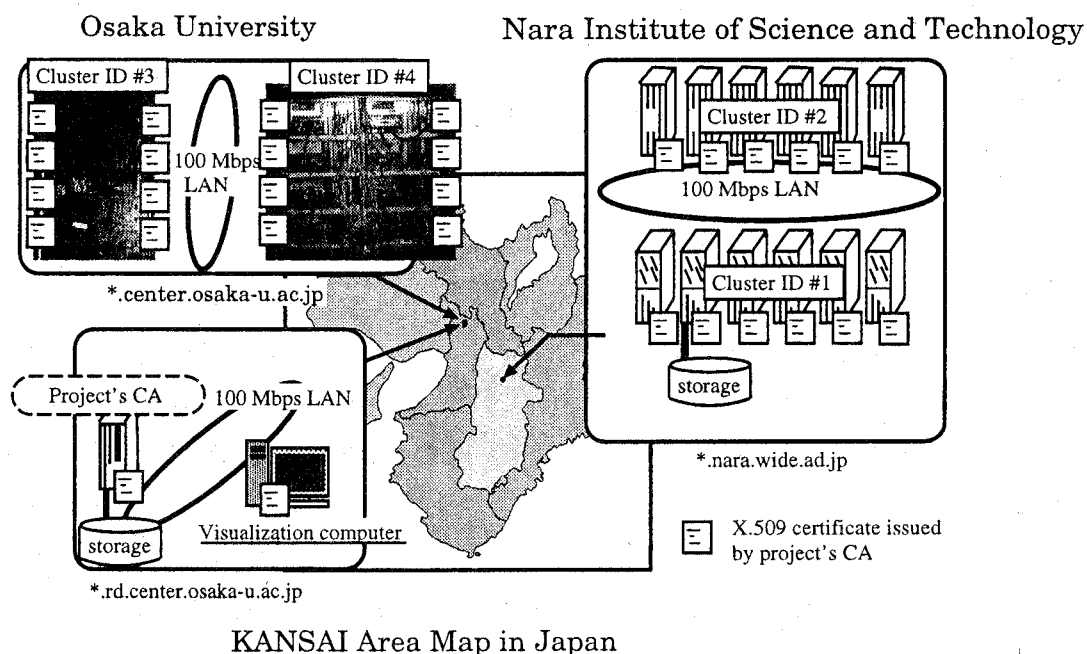 Osaka University
Nara Institute of Science and Technology
Cluster ID #3
Cluster ID #4
100 Mbps
LAN
*.center.osaka-u.ac.jp
Cluster ID #2
100 Mbps LAN
Cluster ID #1
storage
*.nara.wide.ad.jp
Project's CA
100 Mbps LAN
storage
Visualization computer
*.rd.center.osaka-u.ac.jp
X.509 certificate issued
by project's CA
KANSAI Area Map in Japan